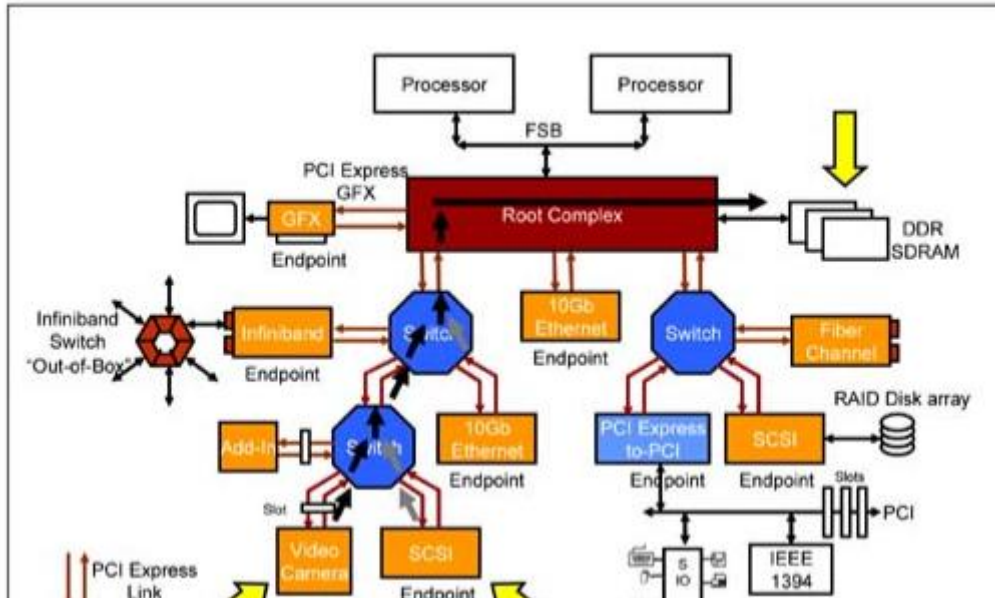 Processor
Processor
FSB
PCI Express
GFX
GFX
Root Complex
Endpoint
DDR
SDRAM
Infiniband
Switch
"Out-of-Box"
Infiniband
Endpoint
Switch
10Gb
Ethernet
Endpoint
Switch
Fiber
Channel
RAID Disk array
Add-In
Switch
10Gb
Ethernet
Endpoint
PCI Express
to-PCI
Endpoint
SCSI
Endpoint
Slots
PCI
Slot
Video
Camera
SCSI
Endpoint
S
IO
IEEE
1394
PCI Express
Link